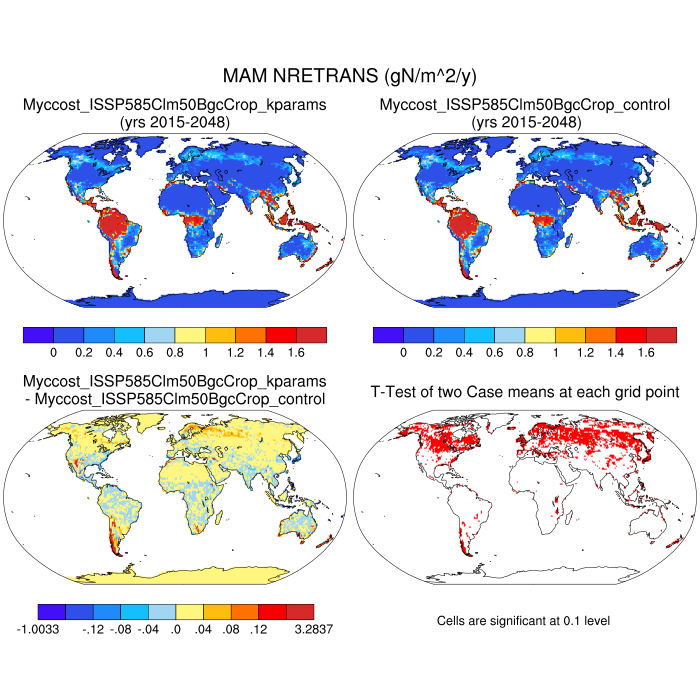 MAM NRETRANS (gN/m^2/y)
Myccost_ISSP585Clm50BgcCrop_kparams
(yrs 2015-2048)
Myccost_ISSP585Clm50BgcCrop_control
(yrs 2015-2048)
0 0.2 0.4 0.6 0.8 1 1.2 1.4 1.6
0 0.2 0.4 0.6 0.8 1 1.2 1.4 1.6
Myccost_ISSP585Clm50BgcCrop_kparams
- Myccost_ISSP585Clm50BgcCrop_control
T-Test of two Case means at each grid point
-1.0033 -.12 -.08 -.04 .0 .04 .08 .12 3.2837
Cells are significant at 0.1 level